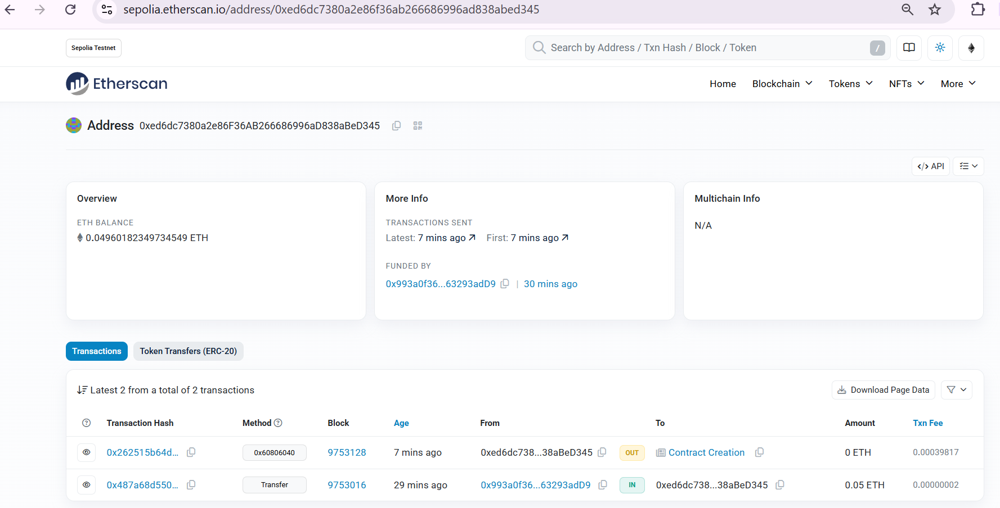 sepolia.etherscan.io/address/0xed6dc7380a2e86f36ab266686996ad838abed345
Sepolia Testnet
Search by Address / Txn Hash / Block / Token
/
Etherscan
Home Blockchain Tokens NFTs More
Address 0xed6dc7380a2e86F36AB266686996aD838aBeD345
</> API
Overview
ETH BALANCE
0.04960182349734549 ETH
More Info
TRANSACTIONS SENT
Latest: 7 mins ago First: 7 mins ago
FUNDED BY
0x993a0f36...63293adD9 | 30 mins ago
Multichain Info
N/A
Transactions Token Transfers (ERC-20)
Latest 2 from a total of 2 transactions
Download Page Data
Transaction Hash Method Block Age From To Amount Txn Fee
0x262515b64d... 0x60806040 9753128 7 mins ago 0xed6dc738...38aBeD345 OUT Contract Creation 0 ETH 0.00039817
0x487a68d550... Transfer 9753016 29 mins ago 0x993a0f36...63293adD9 IN 0xed6dc738...38aBeD345 0.05 ETH 0.00000002